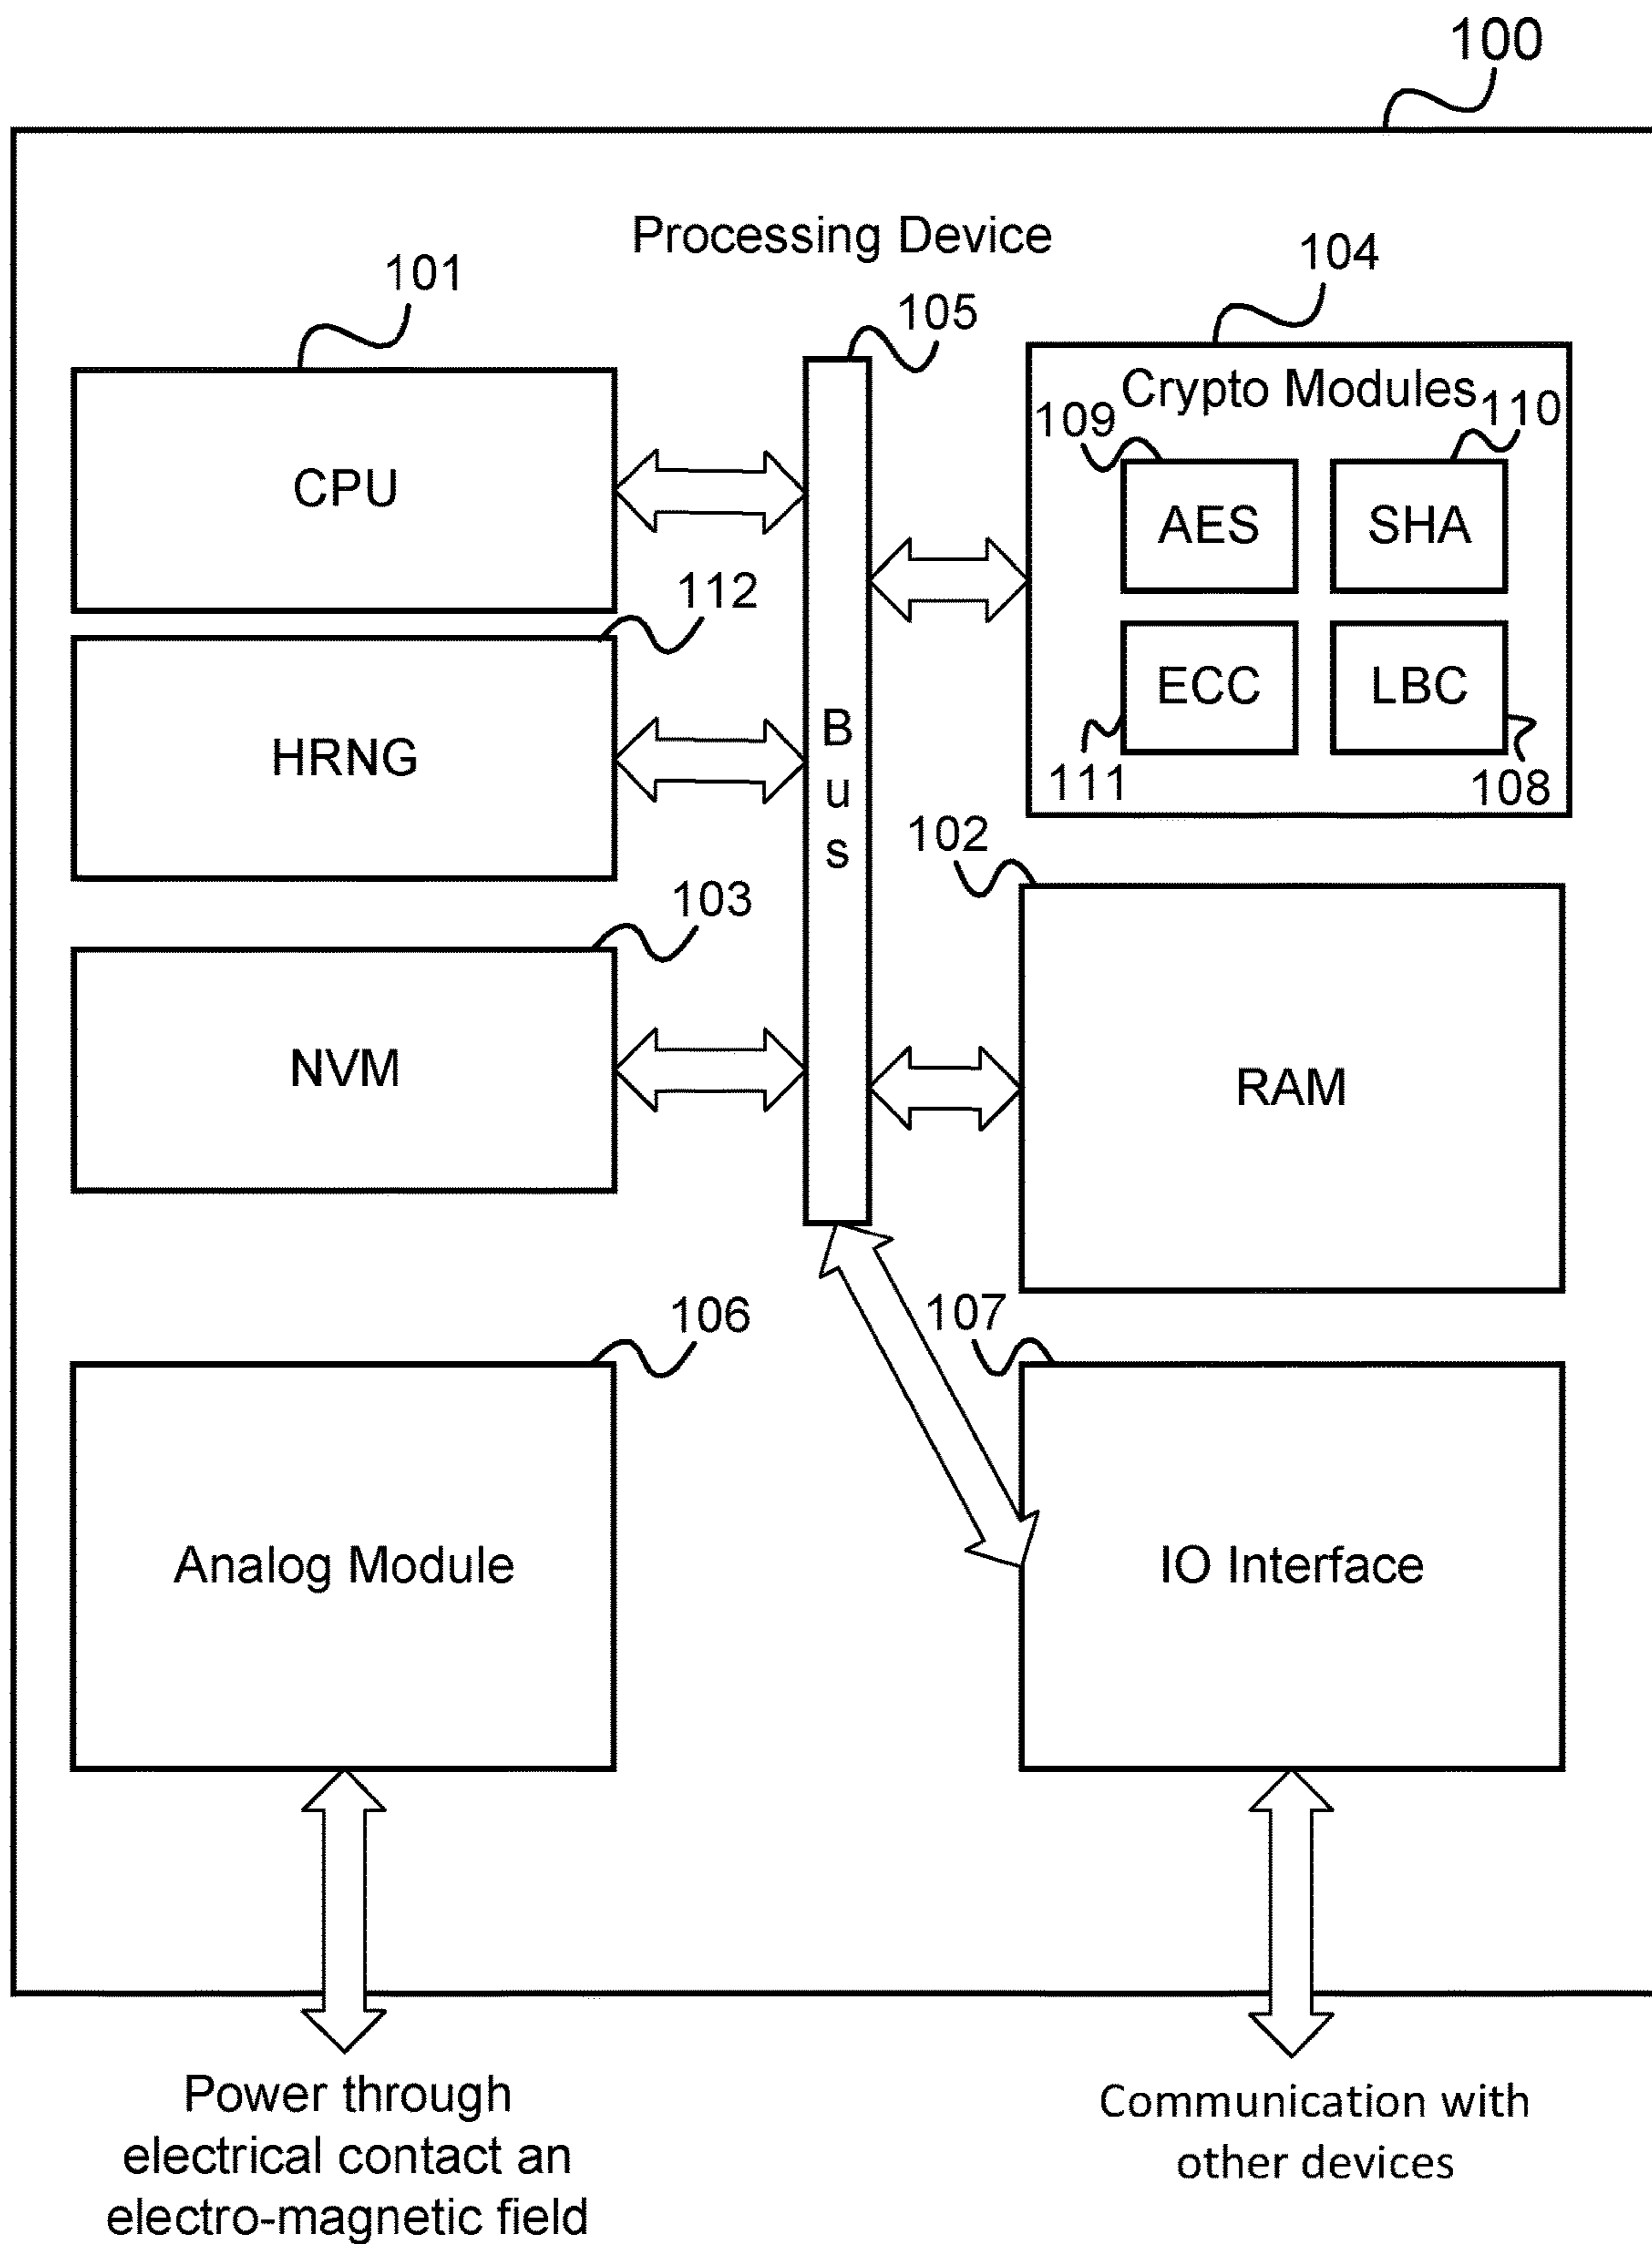 100
Processing Device
101
105
104
Crypto Modules
109
110
CPU
AES
SHA
112
ECC
LBC
111
108
HRNG
Bus
102
103
NVM
RAM
106
107
Analog Module
IO Interface
Power through
electrical contact an
electro-magnetic field
Communication with
other devices